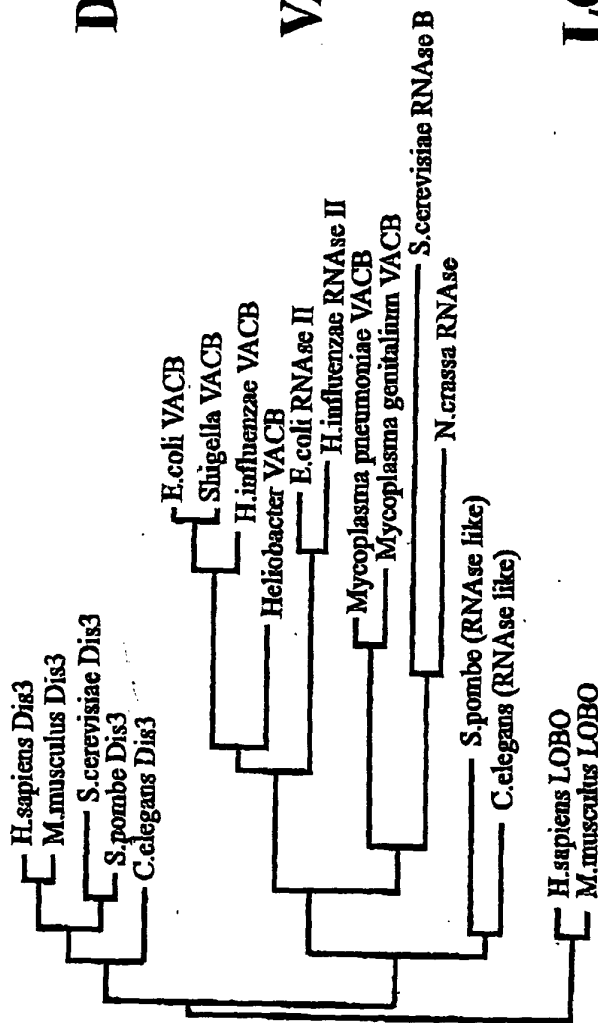 H.sapiens Dis3
M.musculus Dis3
S.cerevisiae Dis3
S.pombe Dis3
C.elegans Dis3
E.coli VACB
Shigella VACB
H.influenzae VACB
Heliobacter VACB
E.coli RNAse II
H.influenzae RNAse II
Mycoplasma pneumoniae VACB
Mycoplasma genitalium VACB
S.cerevisiae RNAse B
N.crassa RNAse
S.pombe (RNAse like)
C.elegans (RNAse like)
H.sapiens LOBO
M.musculus LOBO